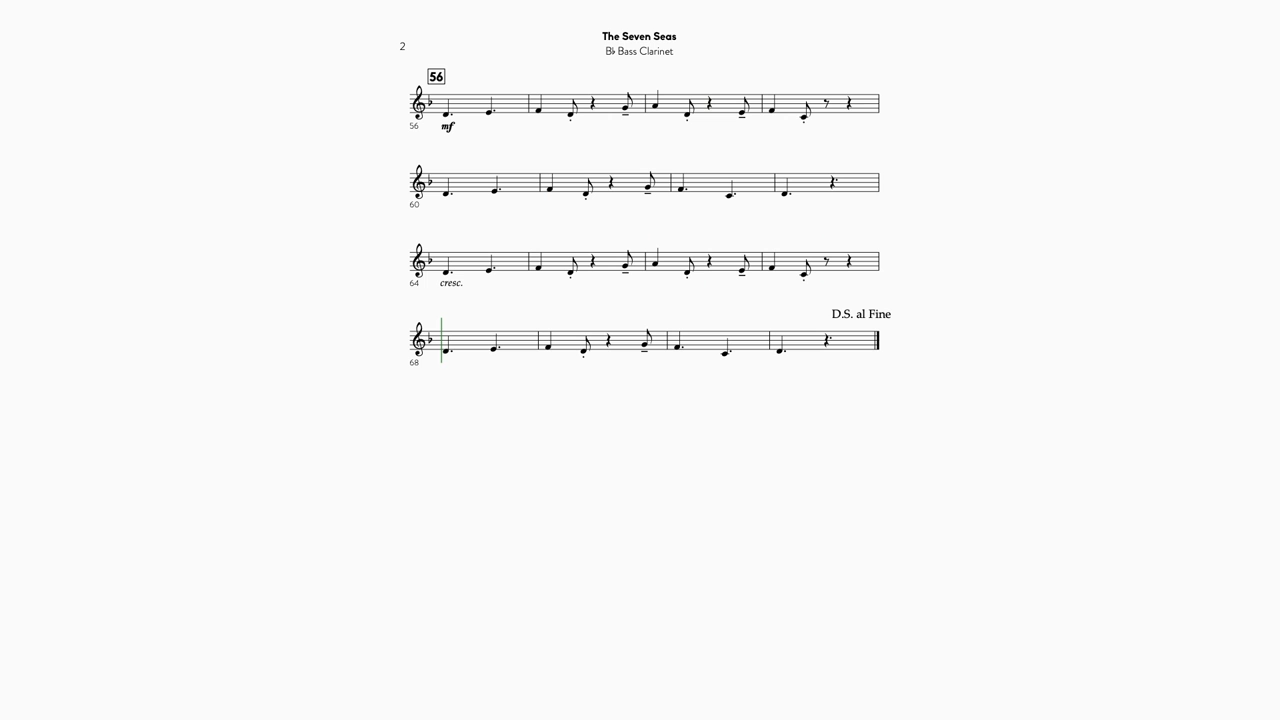 The Seven Seas
2
B♭ Bass Clarinet
56
56
mf
60
64
cresc.
D.S. al Fine
68